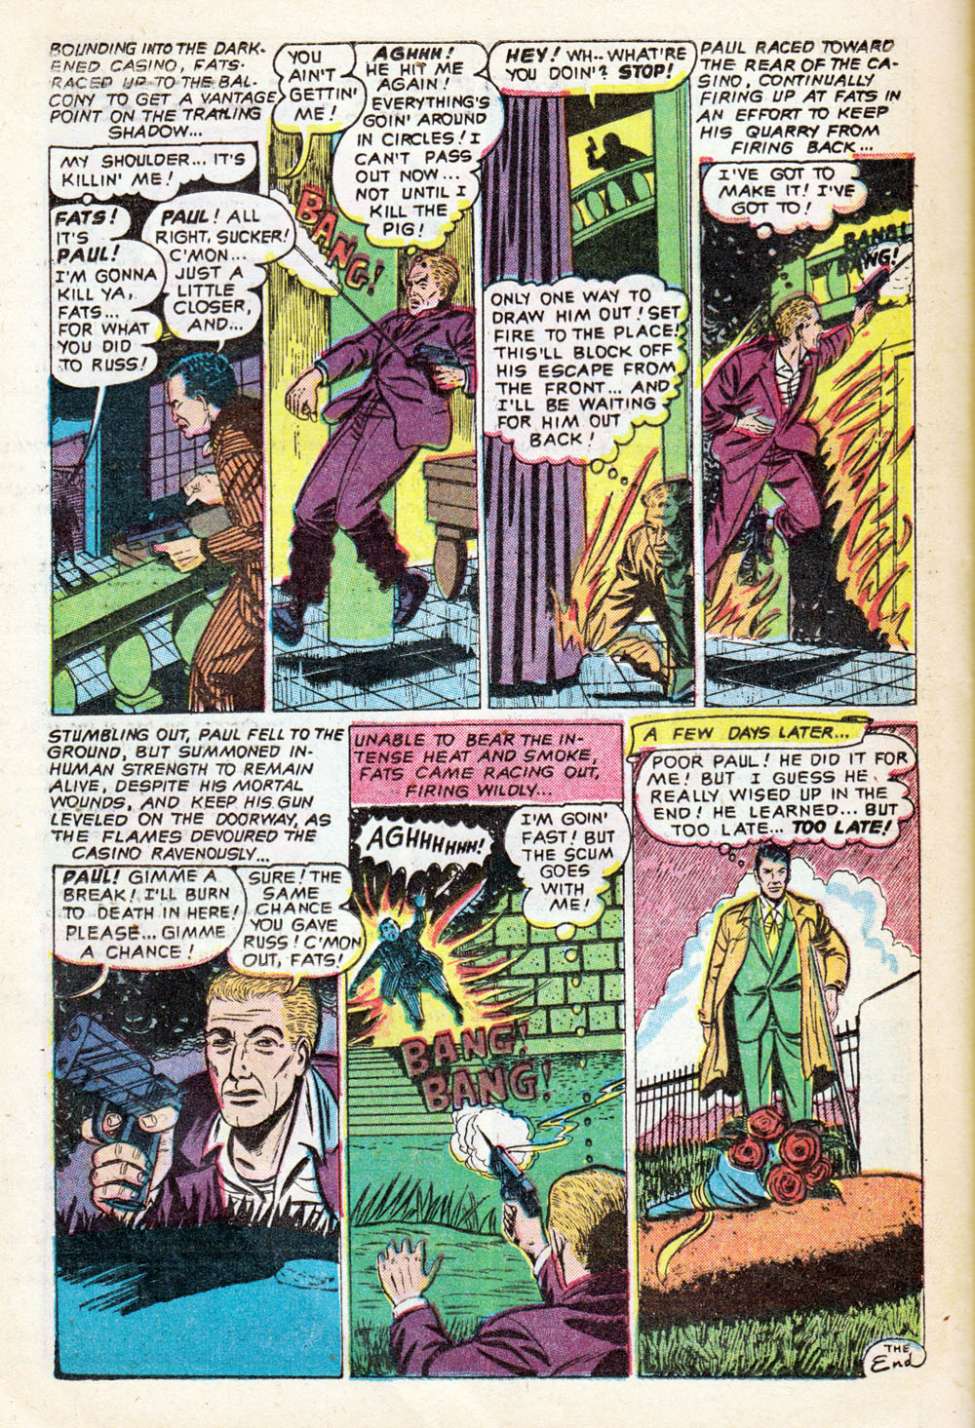 BOUNDING INTO THE DARK-
ENED CASINO, FATS
RACED UP TO THE BAL-
CONY TO GET A VANTAGE
POINT ON THE TRAILING
SHADOW...
MY SHOULDER... IT'S
KILLIN' ME!
FATS!
IT'S
PAUL!
I'M GONNA
KILL YA,
FATS...
FOR WHAT
YOU DID
TO RUSS!
PAUL! ALL
RIGHT, SUCKER!
C'MON...
JUST A
LITTLE
CLOSER,
AND...
YOU
AIN'T
GETTIN'
ME!
AGHHH!
HE HIT ME
AGAIN!
EVERYTHING'S
GOIN' AROUND
IN CIRCLES! I
CAN'T PASS
OUT NOW...
NOT UNTIL I
KILL THE
PIG!
BANG!
BANG!
HEY! WH--WHAT'RE
YOU DOIN'? STOP!
ONLY ONE WAY TO
DRAW HIM OUT! SET
FIRE TO THE PLACE!
THIS'LL BLOCK OFF
HIS ESCAPE FROM
THE FRONT... AND
I'LL BE WAITING
FOR HIM OUT
BACK!
PAUL RACED TOWARD
THE REAR OF THE CA-
SINO, CONTINUALLY
FIRING UP AT FATS IN
AN EFFORT TO KEEP
HIS QUARRY FROM
FIRING BACK...
I'VE GOT TO
MAKE IT! I'VE
GOT TO!
BANG!
BANG!
STUMBLING OUT, PAUL FELL TO THE
GROUND, BUT SUMMONED IN-
HUMAN STRENGTH TO REMAIN
ALIVE, DESPITE HIS MORTAL
WOUNDS, AND KEEP HIS GUN
LEVELED ON THE DOORWAY, AS
THE FLAMES DEVOURED THE
CASINO RAVENOUSLY...
PAUL! GIMME A
BREAK! I'LL BURN
TO DEATH IN HERE!
PLEASE... GIMME
A CHANCE!
SURE! THE
SAME
CHANCE
YOU GAVE
RUSS! C'MON
OUT, FATS!
UNABLE TO BEAR THE IN-
TENSE HEAT AND SMOKE,
FATS CAME RACING OUT,
FIRING WILDLY...
AGHHHHHH!
I'M GOIN'
FAST! BUT
THE SCUM
GOES
WITH
ME!
BANG!
BANG!
A FEW DAYS LATER...
POOR PAUL! HE DID IT FOR
ME! BUT I GUESS HE
REALLY WISED UP IN THE
END! HE LEARNED... BUT
TOO LATE... TOO LATE!
THE
End